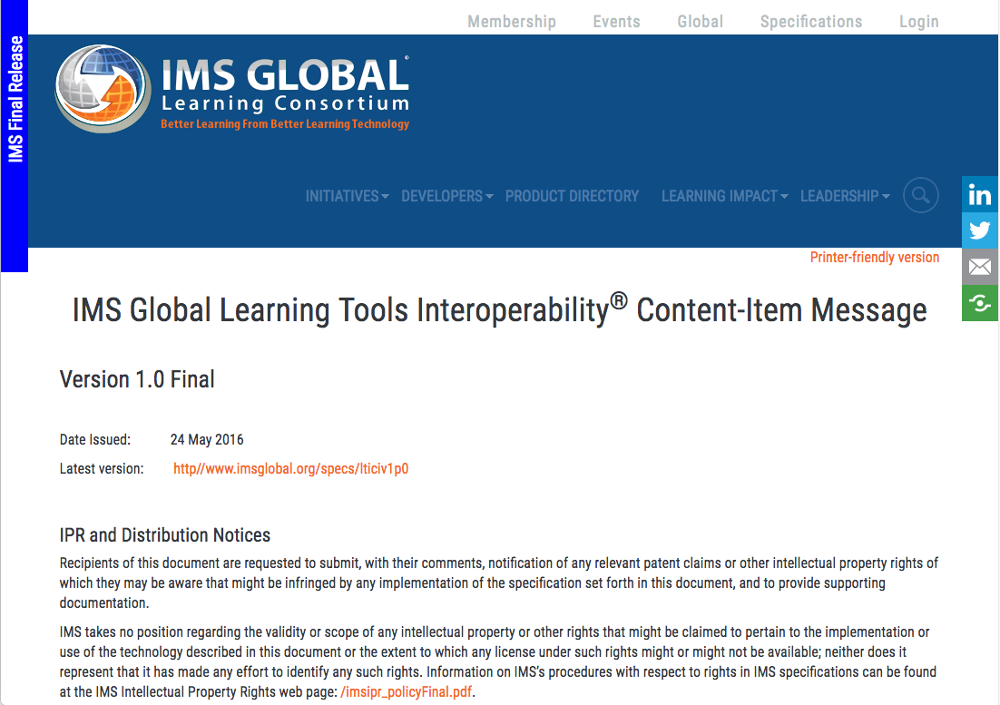 Membership Events Global Specifications Login
IMS Final Release
IMS GLOBAL®
Learning Consortium
Better Learning From Better Learning Technology
INITIATIVES DEVELOPERS PRODUCT DIRECTORY LEARNING IMPACT LEADERSHIP
in
Printer-friendly version
IMS Global Learning Tools Interoperability® Content-Item Message
Version 1.0 Final
Date Issued: 24 May 2016
Latest version: http//www.imsglobal.org/specs/lticiv1p0
IPR and Distribution Notices
Recipients of this document are requested to submit, with their comments, notification of any relevant patent claims or other intellectual property rights of
which they may be aware that might be infringed by any implementation of the specification set forth in this document, and to provide supporting
documentation.
IMS takes no position regarding the validity or scope of any intellectual property or other rights that might be claimed to pertain to the implementation or
use of the technology described in this document or the extent to which any license under such rights might or might not be available; neither does it
represent that it has made any effort to identify any such rights. Information on IMS's procedures with respect to rights in IMS specifications can be found
at the IMS Intellectual Property Rights web page: /imsipr_policyFinal.pdf.